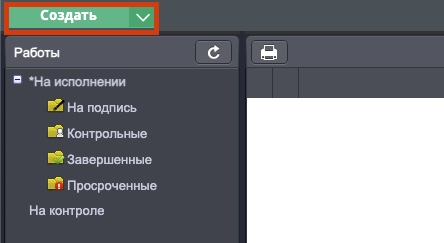 Создать
Работы
*На исполнении
На подпись
Контрольные
Завершенные
Просроченные
На контроле